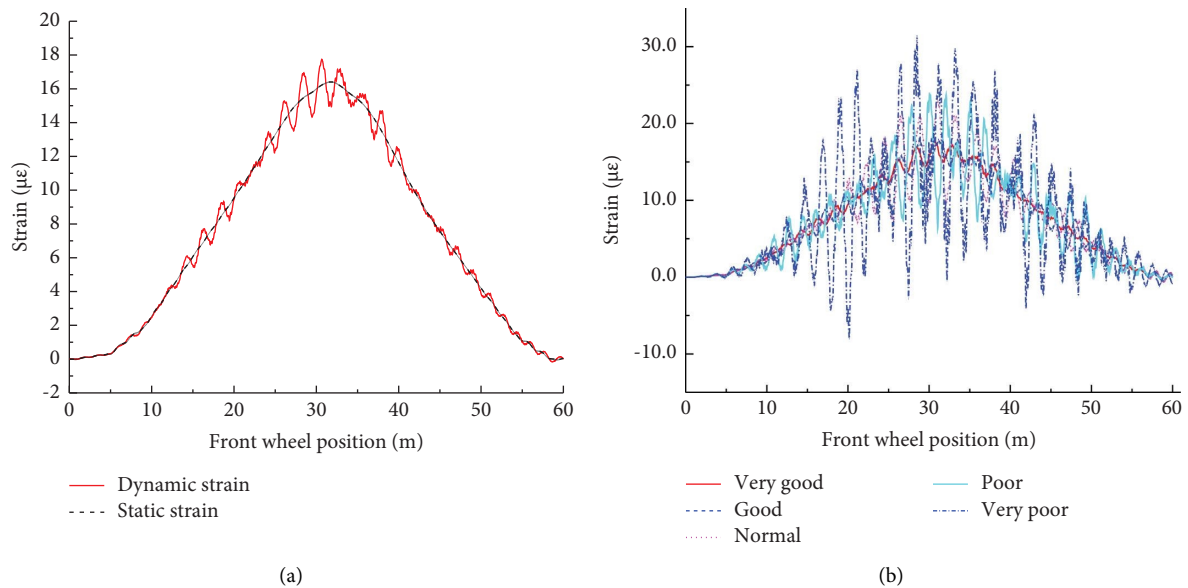 20
18
16
14
12
10
8
6
4
2
0
-2
Strain (με)
0 10 20 30 40 50 60
Front wheel position (m)
Dynamic strain
Static strain
(a)
30.0
20.0
10.0
0.0
-10.0
Strain (με)
0 10 20 30 40 50 60
Front wheel position (m)
Very good
Good
Normal
Poor
Very poor
(b)